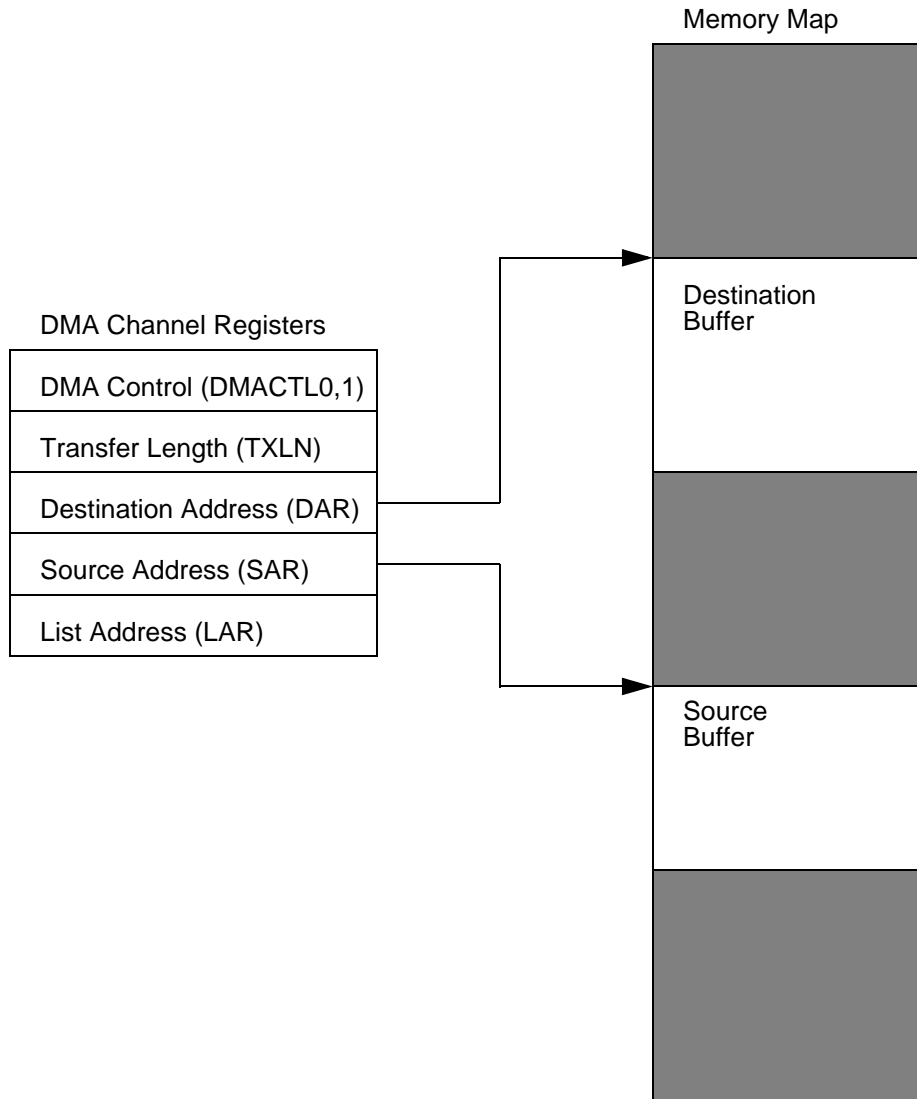 Memory Map
Destination
Buffer
DMA Channel Registers
DMA Control (DMACTL0,1)
Transfer Length (TXLN)
Destination Address (DAR)
Source Address (SAR)
List Address (LAR)
Source
Buffer